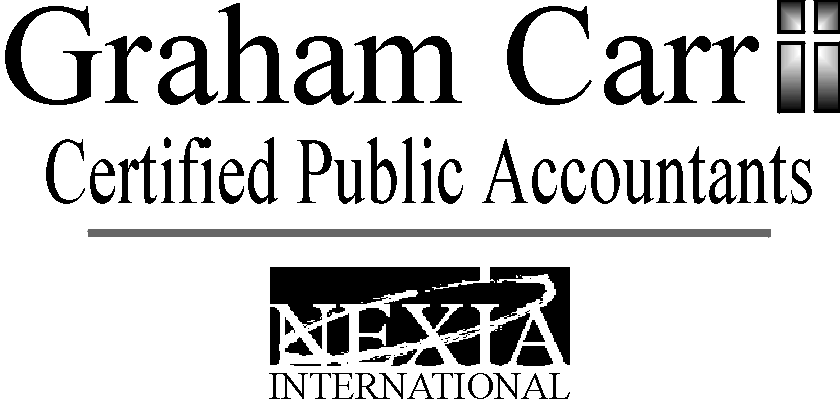 Graham Carr
Certified Public Accountants
NEXIA
INTERNATIONAL